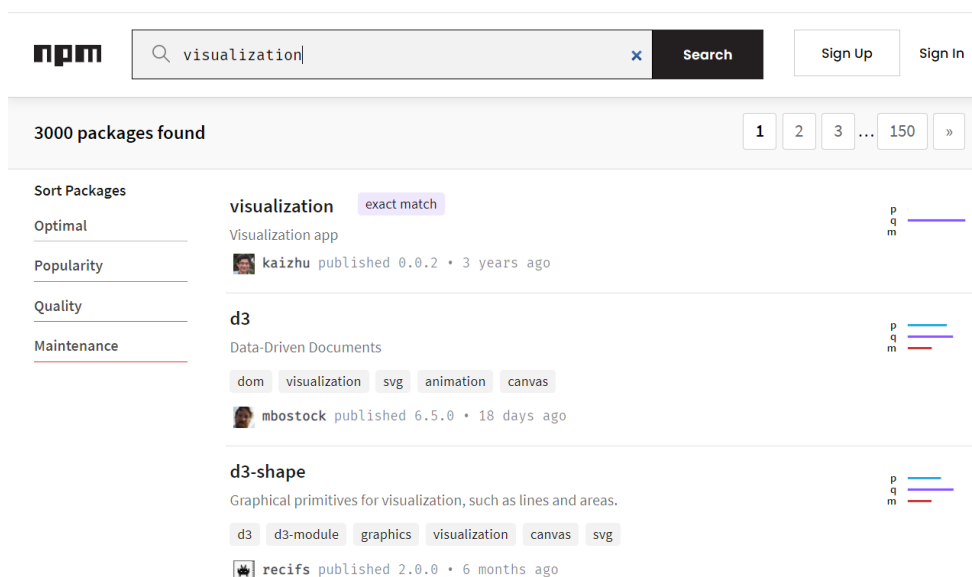 npm
visualization
×
Search
Sign Up
Sign In
3000 packages found
1 2 3 ... 150 »
Sort Packages
Optimal
Popularity
Quality
Maintenance
visualization exact match
Visualization app
kaizhu published 0.0.2 • 3 years ago
p
q
m
d3
Data-Driven Documents
dom visualization svg animation canvas
mbostock published 6.5.0 • 18 days ago
p
q
m
d3-shape
Graphical primitives for visualization, such as lines and areas.
d3 d3-module graphics visualization canvas svg
recifs published 2.0.0 • 6 months ago
p
q
m